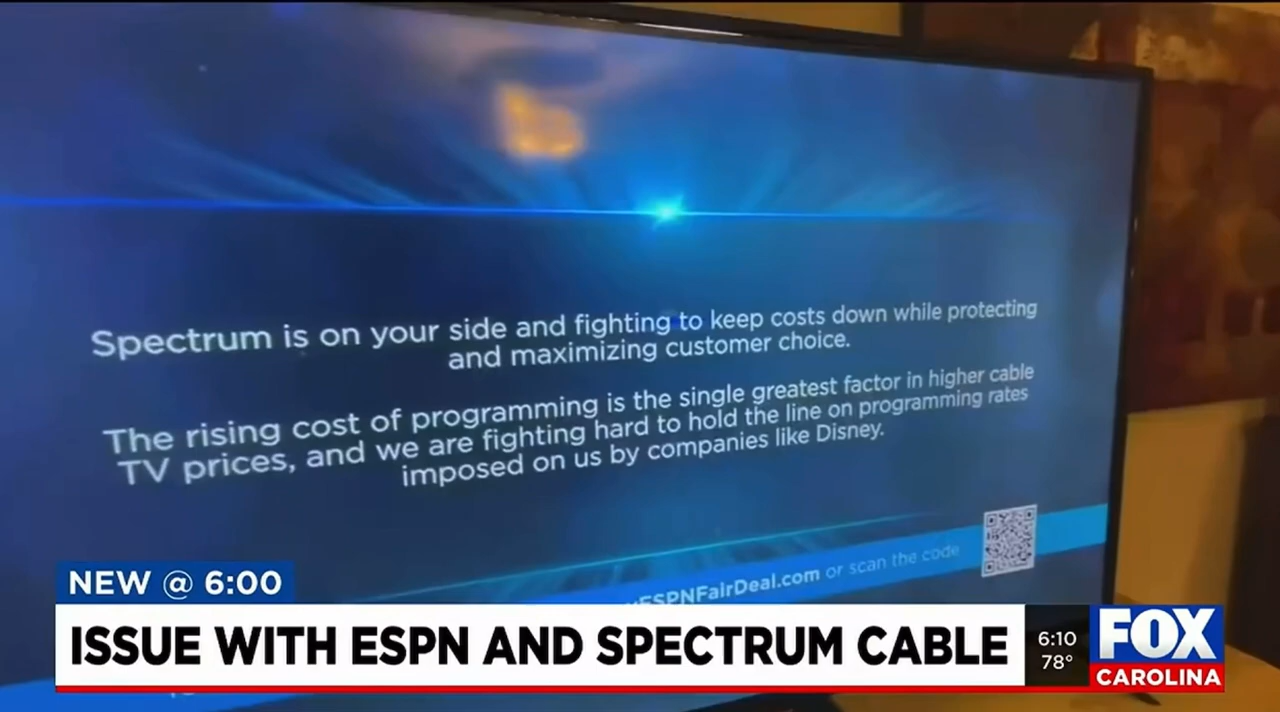 Spectrum is on your side and fighting to keep costs down while protecting
and maximizing customer choice.
The rising cost of programming is the single greatest factor in higher cable
TV prices, and we are fighting hard to hold the line on programming rates
imposed on us by companies like Disney.
ESPNFairDeal.com or scan the code
NEW @ 6:00
ISSUE WITH ESPN AND SPECTRUM CABLE
6:10
78°
FOX
CAROLINA